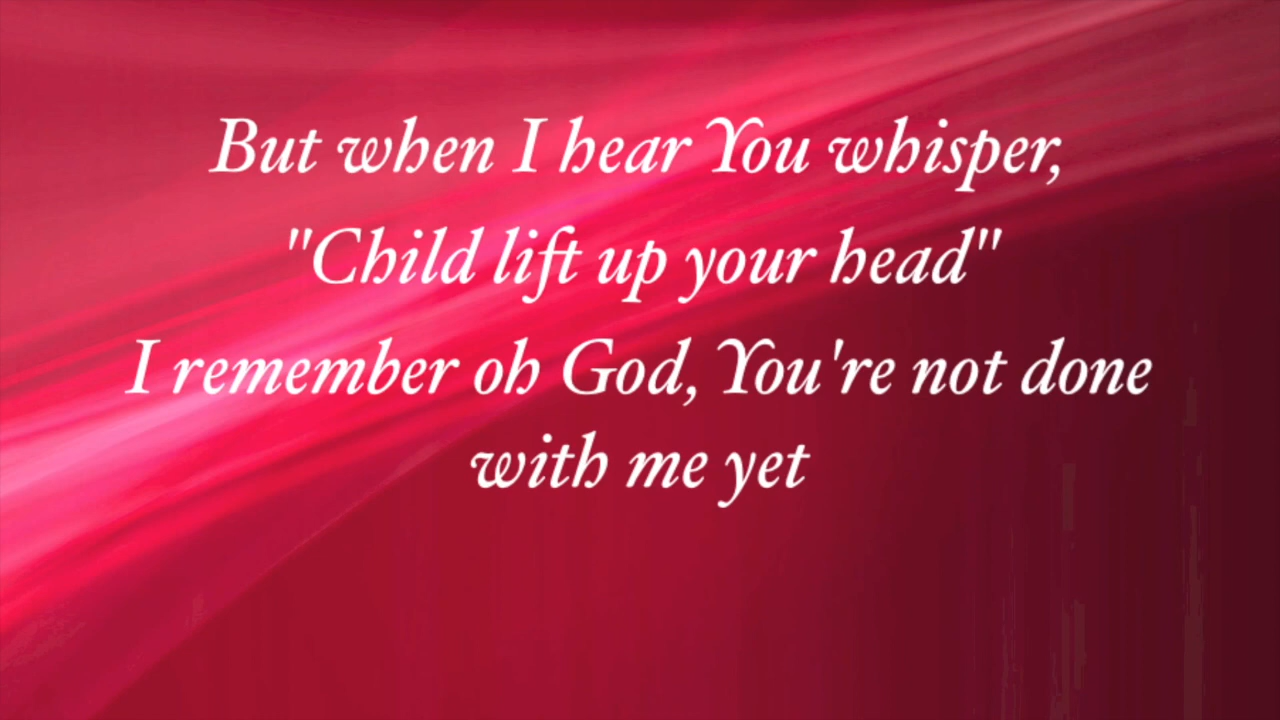 But when I hear You whisper,
"Child lift up your head"
I remember oh God, You're not done
with me yet